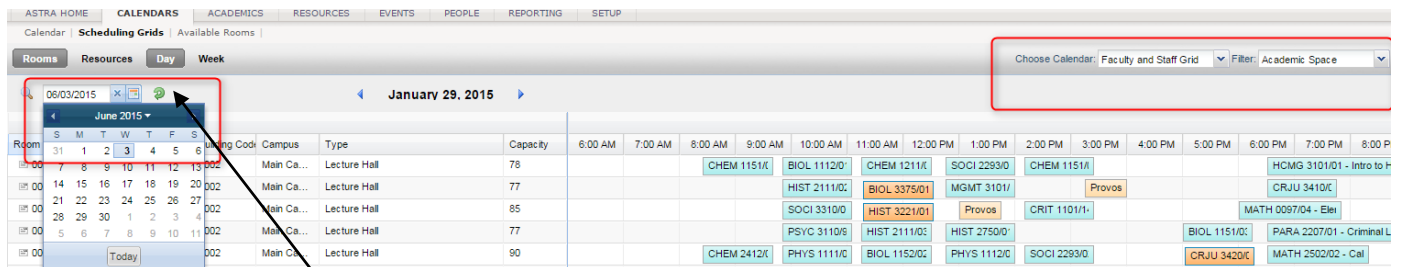 ASTRA HOME CALENDARS ACADEMICS RESOURCES EVENTS PEOPLE REPORTING SETUP
Calendar | Scheduling Grids | Available Rooms |
Rooms Resources Day Week Choose Calendar: Faculty and Staff Grid Filter: Academic Space
06/03/2015 January 29, 2015
June 2015
S M T W T F S
Room uilding Code Campus Type Capacity 6:00 AM 7:00 AM 8:00 AM 9:00 AM 10:00 AM 11:00 AM 12:00 PM 1:00 PM 2:00 PM 3:00 PM 4:00 PM 5:00 PM 6:00 PM 7:00 PM 8:00 P
31 1 2 3 4 5 6
00 7 8 9 10 11 12 13 002 Main Ca... Lecture Hall 78 CHEM 1151/( BIOL 1112/0 CHEM 1211/( SOCI 2293/0 CHEM 1151/l HCMG 3101/01 - Intro to H
00 14 15 16 17 18 19 20 002 Main Ca... Lecture Hall 77 HIST 2111/02 BIOL 3375/01 MGMT 3101/ Provos CRJU 3410/(
00 21 22 23 24 25 26 27 002 Main Ca... Lecture Hall 85 SOCI 3310/0 HIST 3221/01 Provos CRIT 1101/1 MATH 0097/04 - Eler
28 29 30 1 2 3 4
00 5 6 7 8 9 10 11 002 Main Ca... Lecture Hall 77 PSYC 3110/9 HIST 2111/03 HIST 2750/0 BIOL 1151/03 PARA 2207/01 - Criminal L
00 Today 002 Main Ca... Lecture Hall 90 CHEM 2412/( PHYS 1111/0 BIOL 1152/02 PHYS 1112/0 SOCI 2293/0 CRJU 3420/( MATH 2502/02 - Cal